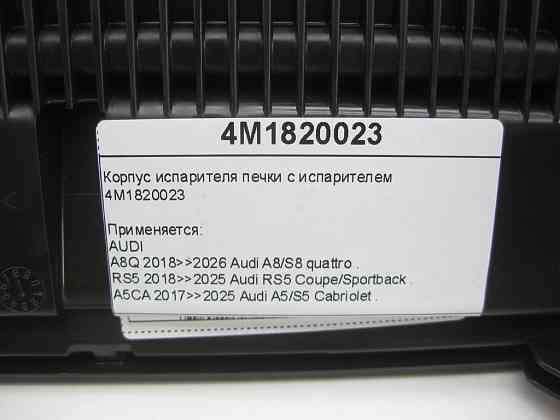 4M1820023
Корпус испарителя печки с испарителем
4M1820023
Применяется:
AUDI
A8Q 2018>>2026 Audi A8/S8 quattro .
RS5 2018>>2025 Audi RS5 Coupe/Sportback .
A5CA 2017>>2025 Audi A5/S5 Cabriolet .